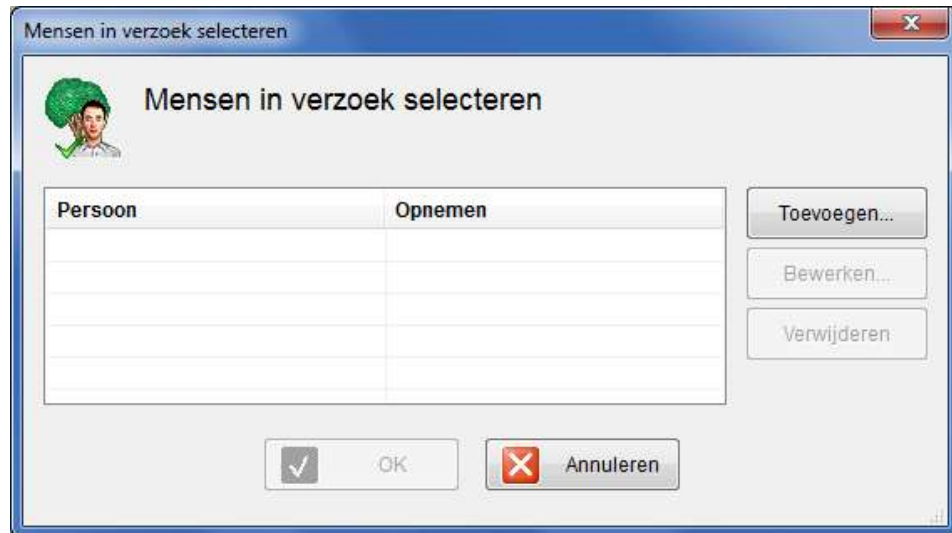 Mensen in verzoek selecteren
Mensen in verzoek selecteren
Persoon Opnemen
Toevoegen...
Bewerken...
Verwijderen
OK Annuleren